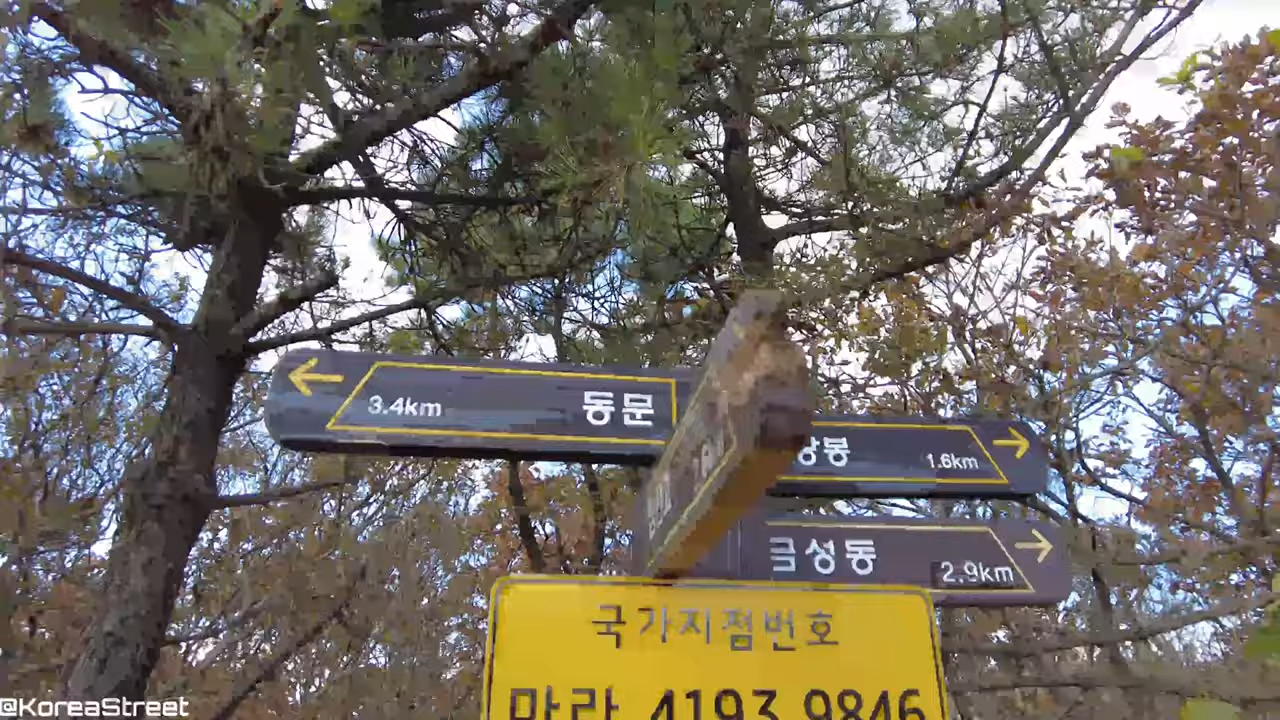 3.4km 동문
1.6km
금성동 2.9km
국가지점번호
마라 4193 9846
@KoreaStreet